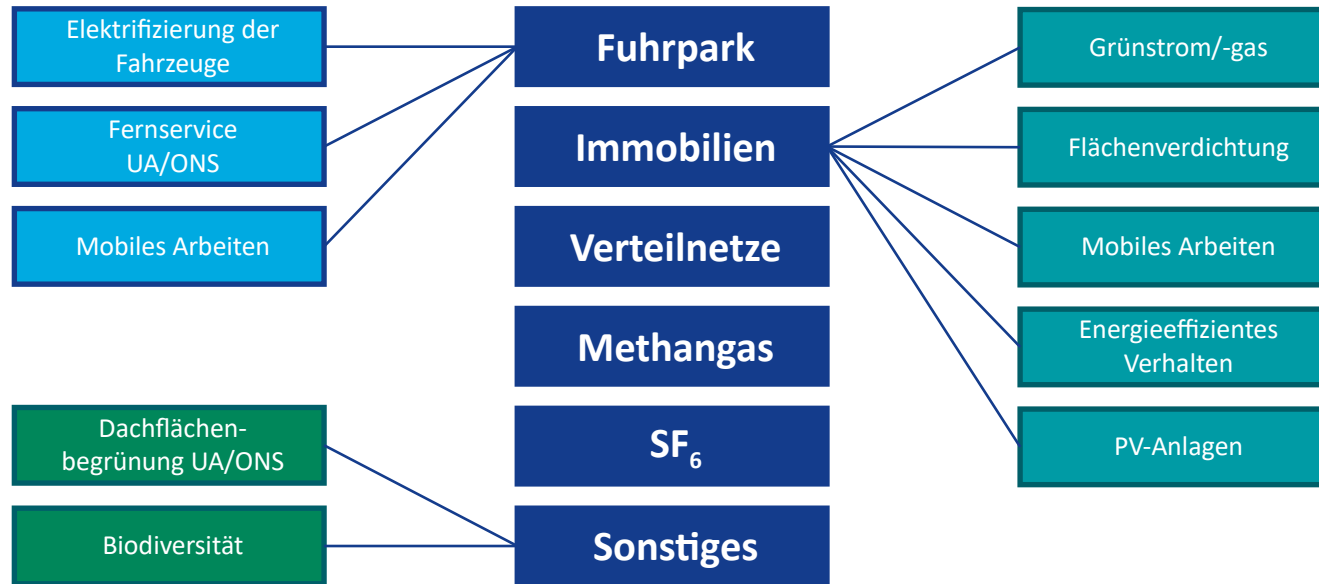 Elektrifizierung der
Fahrzeuge
Fernservice
UA/ONS
Mobiles Arbeiten
Dachflächen-
begrünung UA/ONS
Biodiversität
Fuhrpark
Immobilien
Verteilnetze
Methangas
SF₆
Sonstiges
Grünstrom/-gas
Flächenverdichtung
Mobiles Arbeiten
Energieeffizientes
Verhalten
PV-Anlagen